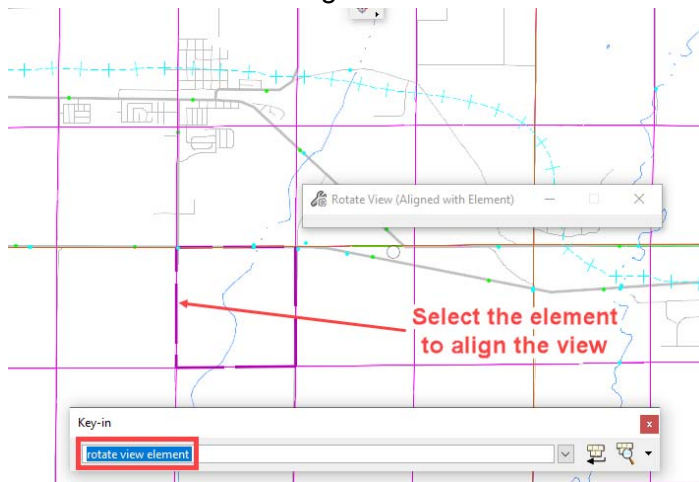 Rotate View (Aligned with Element)
Select the element
to align the view
Key-in
rotate view element